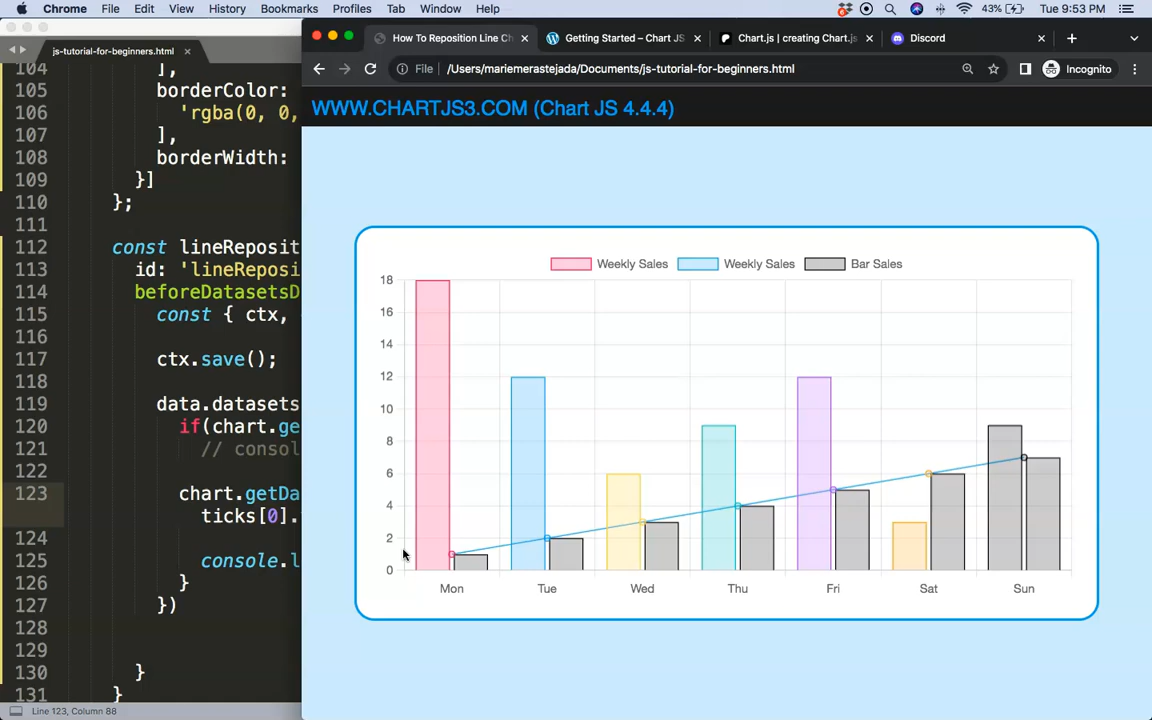 Chrome File Edit View History Bookmarks Profiles Tab Window Help 43% Tue 9:53 PM
js-tutorial-for-beginners.html
How To Reposition Line Ch
Getting Started – Chart JS
Chart.js | creating Chart.js
Discord
File /Users/mariemerastejada/Documents/js-tutorial-for-beginners.html Incognito
WWW.CHARTJS3.COM (Chart JS 4.4.4)
104 ],
105 borderColor:
106 'rgba(0, 0,
107 ],
108 borderWidth:
109 }]
110 };
111
112 const lineReposit
113 id: 'lineReposi
114 beforeDatasetsD
115 const { ctx,
116
117 ctx.save();
118
119 data.datasets
120 if(chart.ge
121 // consol
122
123 chart.getDa
ticks[0].
124
125 console.l
126 }
127 })
128
129
130 }
131 }
Line 123, Column 88
Weekly Sales Weekly Sales Bar Sales
18
16
14
12
10
8
6
4
2
0
Mon Tue Wed Thu Fri Sat Sun